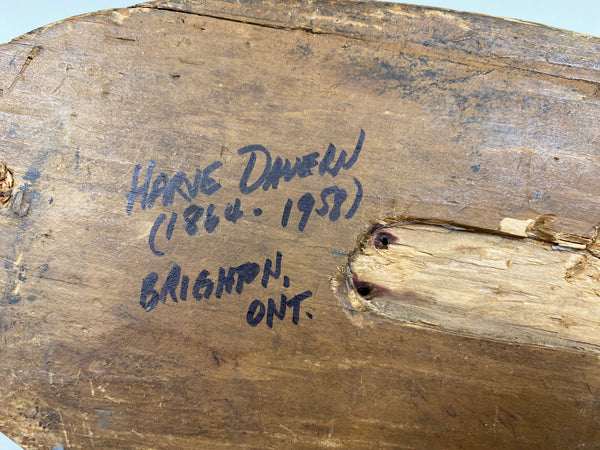 HARVE DAVERN
(1864 - 1958)
BRIGHTON,
ONT.